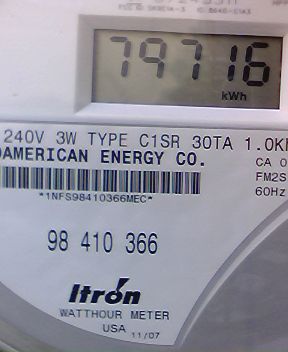 79716
kWh
240V 3W TYPE C1SR 30TA 1.0K
AMERICAN ENERGY CO.
CA 0
*1NFS98410366MEC*
FM2S
60Hz
98 410 366
Itron
WATTHOUR METER
USA 11/07